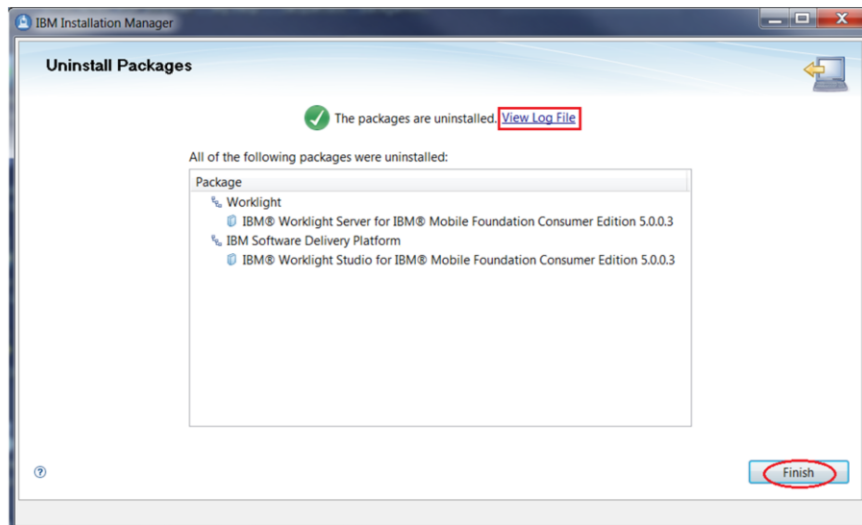 IBM Installation Manager
Uninstall Packages
The packages are uninstalled. View Log File
All of the following packages were uninstalled:
Package
Worklight
IBM® Worklight Server for IBM® Mobile Foundation Consumer Edition 5.0.0.3
IBM Software Delivery Platform
IBM® Worklight Studio for IBM® Mobile Foundation Consumer Edition 5.0.0.3
?
Finish